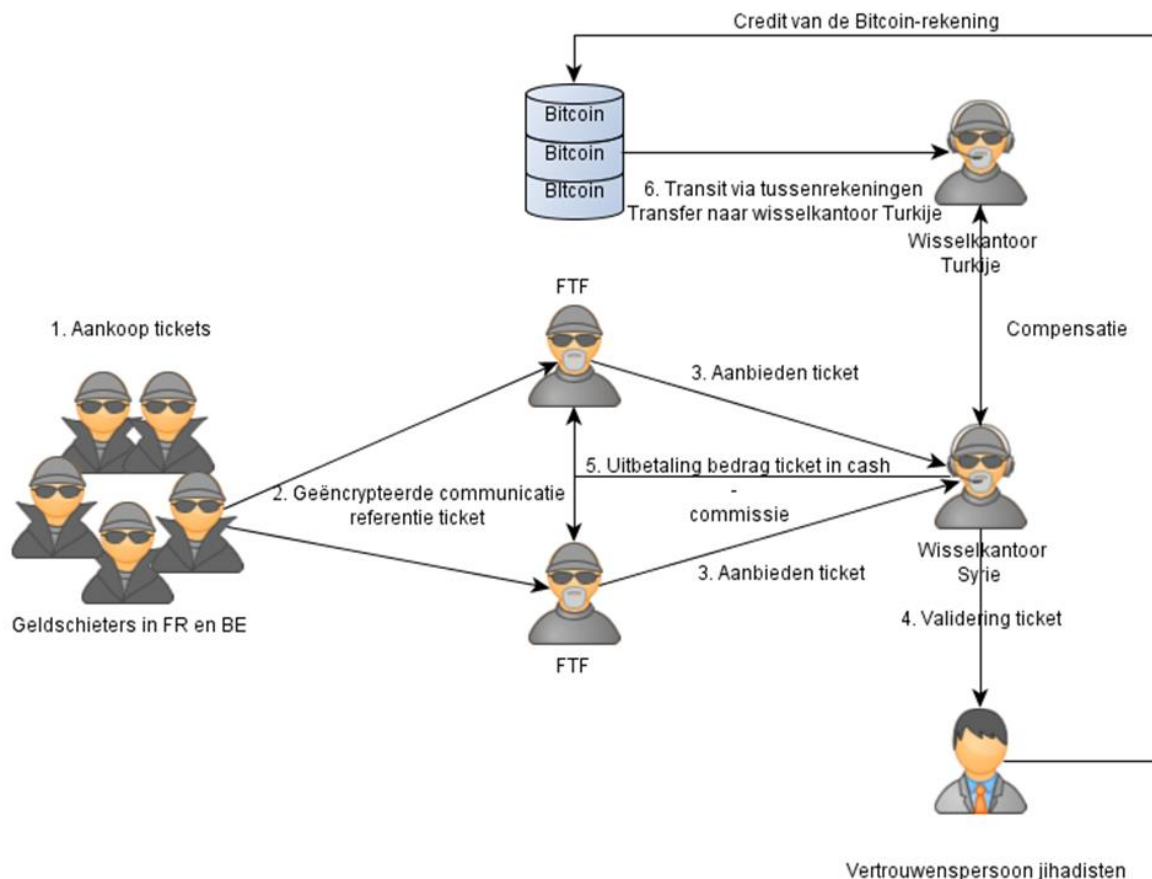 Credit van de Bitcoin-rekening
Bitcoin
Bitcoin
BItcoin
6. Transit via tussenrekeningen
Transfer naar wisselkantoor Turkije
Wisselkantoor
Turkije
FTF
1. Aankoop tickets
Compensatie
3. Aanbieden ticket
5. Uitbetaling bedrag ticket in cash
-
commissie
2. Geëncrypteerde communicatie
referentie ticket
Wisselkantoor
Syrie
3. Aanbieden ticket
4. Validering ticket
Geldschieters in FR en BE
FTF
Vertrouwenspersoon jihadisten